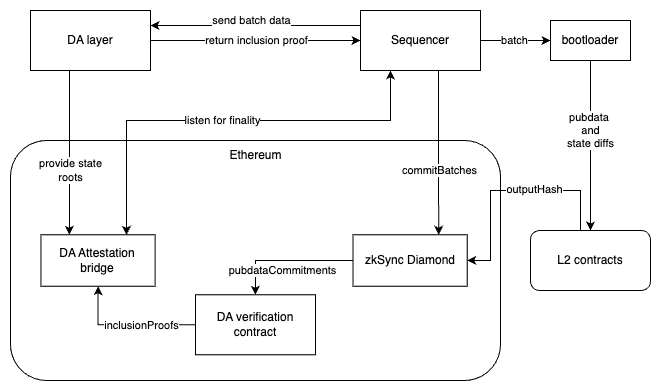 send batch data
DA layer
return inclusion proof
Sequencer
batch
bootloader
listen for finality
pubdata
and
state diffs
Ethereum
provide state
roots
commitBatches
outputHash
DA Attestation
bridge
zkSync Diamond
L2 contracts
pubdataCommitments
DA verification
contract
inclusionProofs